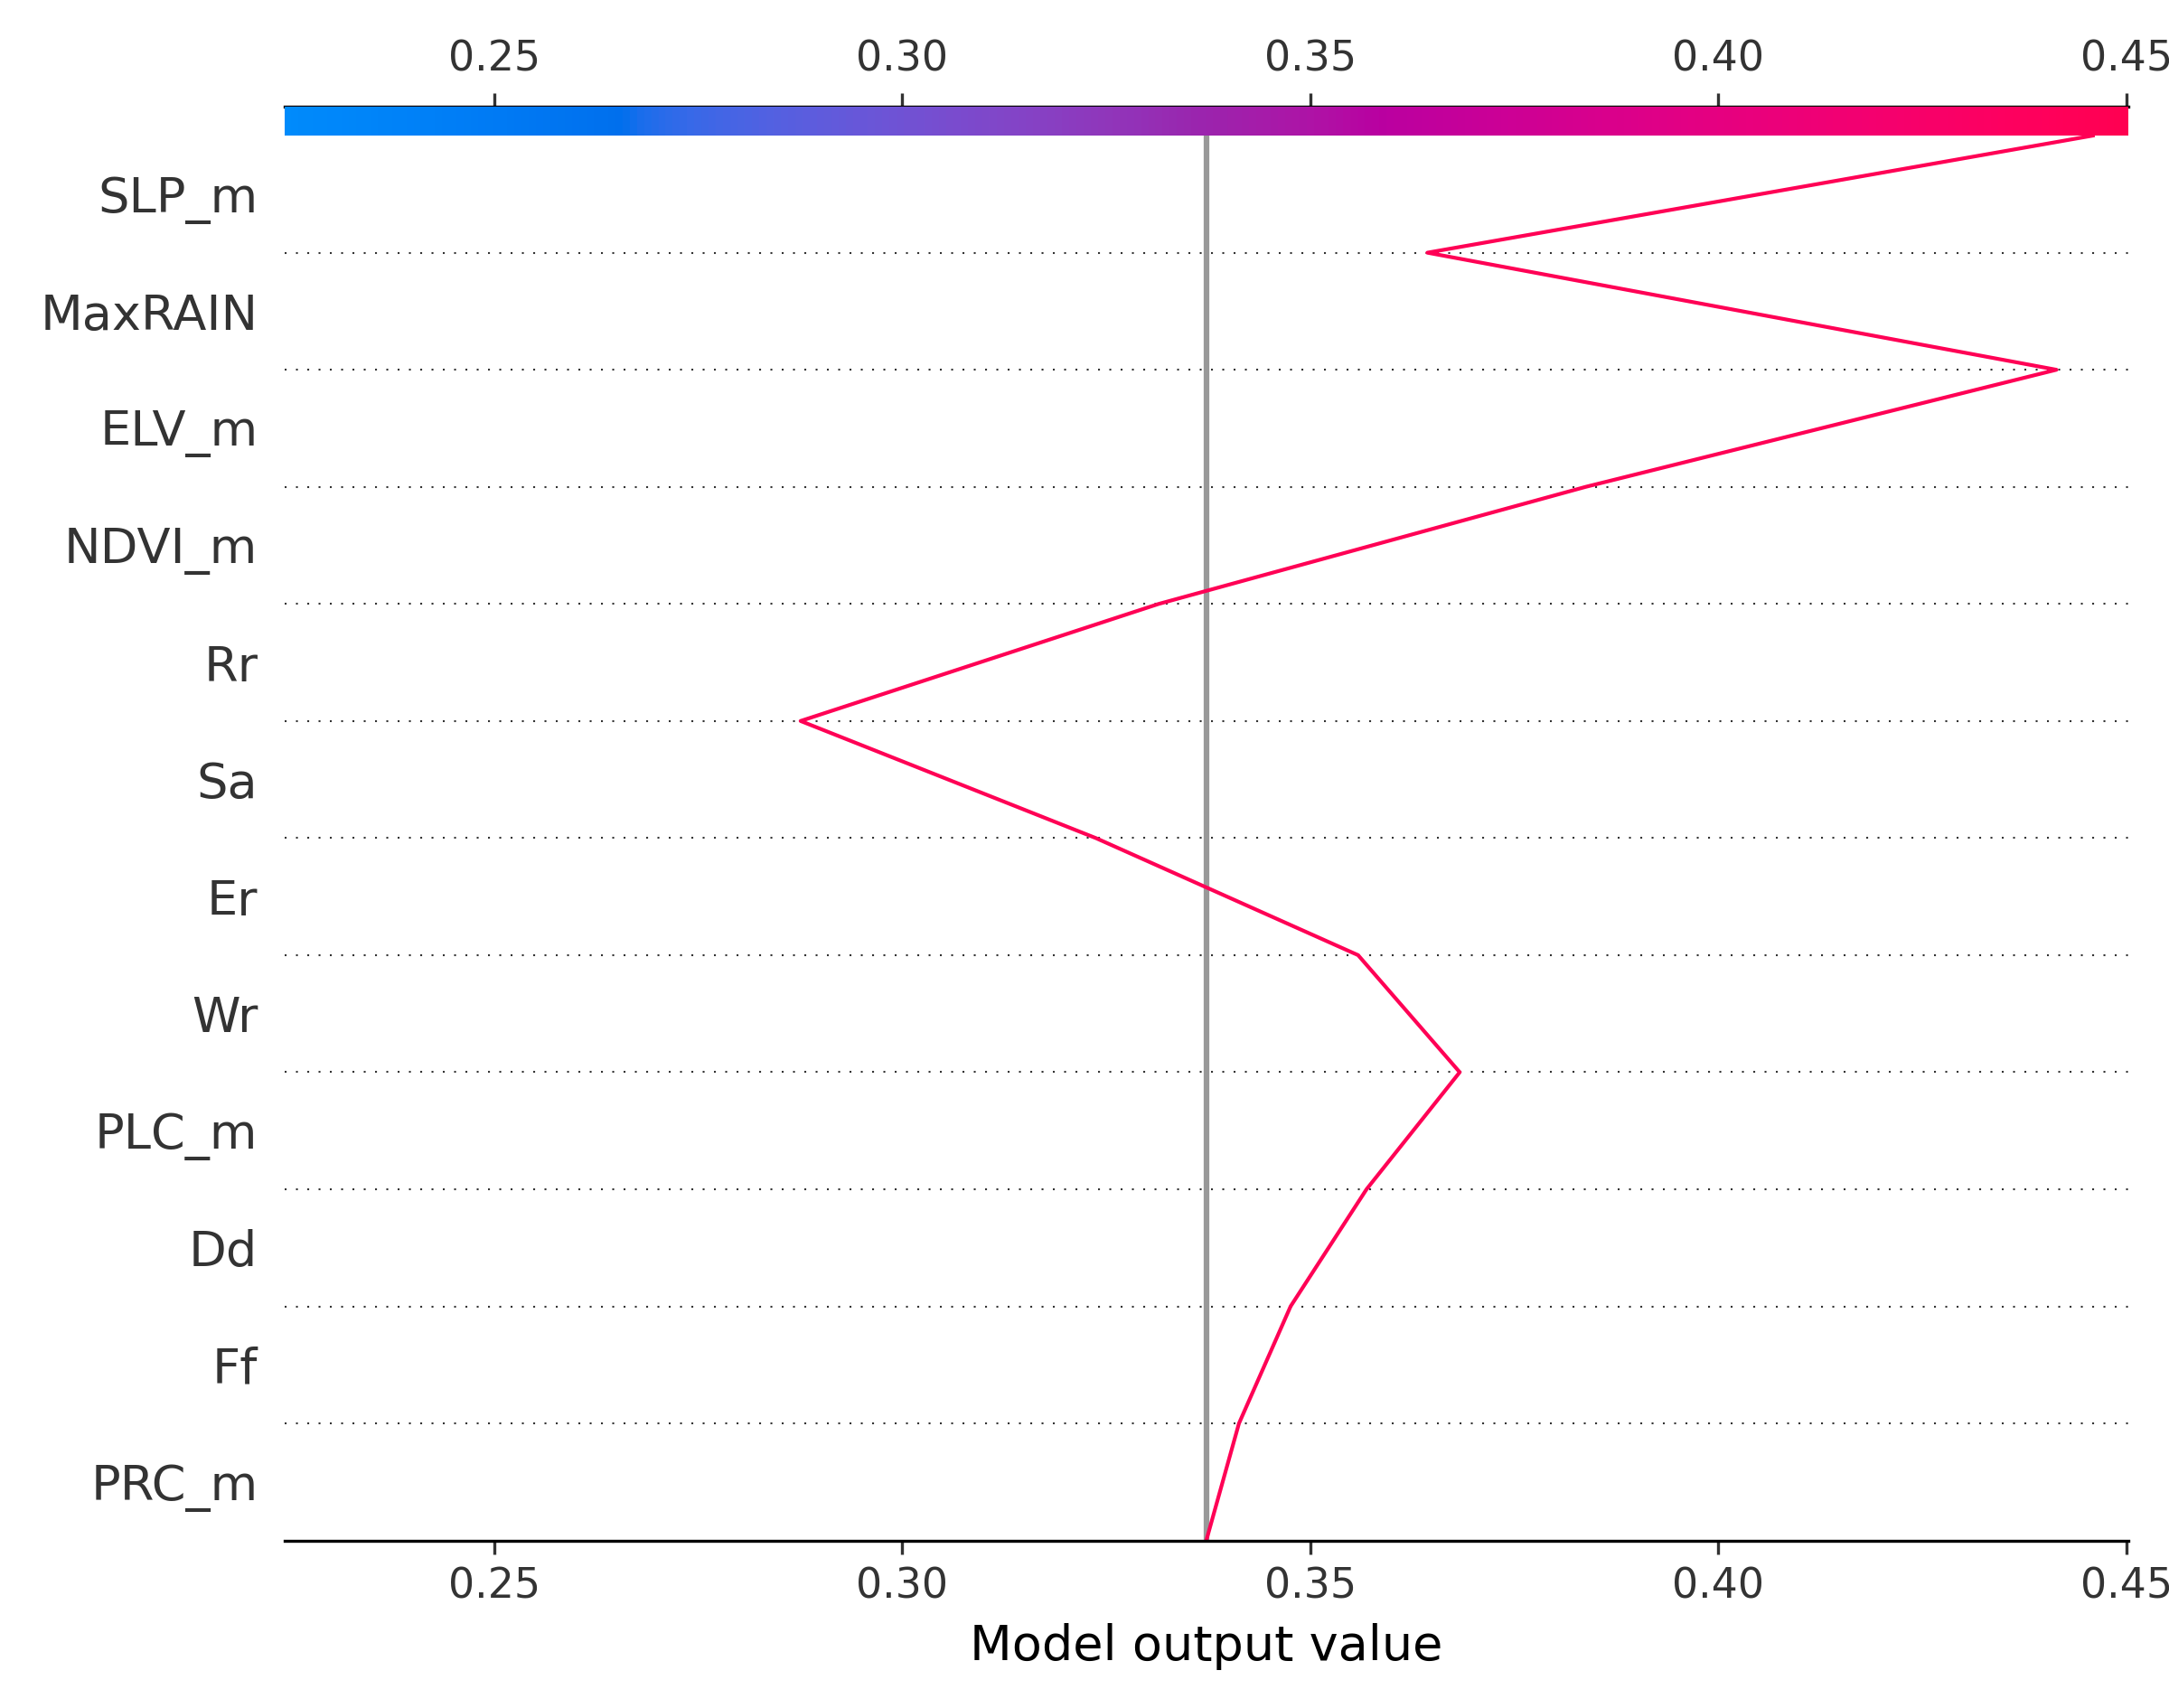 0.25 0.30 0.35 0.40 0.45
SLP_m
MaxRAIN
ELV_m
NDVI_m
Rr
Sa
Er
Wr
PLC_m
Dd
Ff
PRC_m
0.25 0.30 0.35 0.40 0.45
Model output value